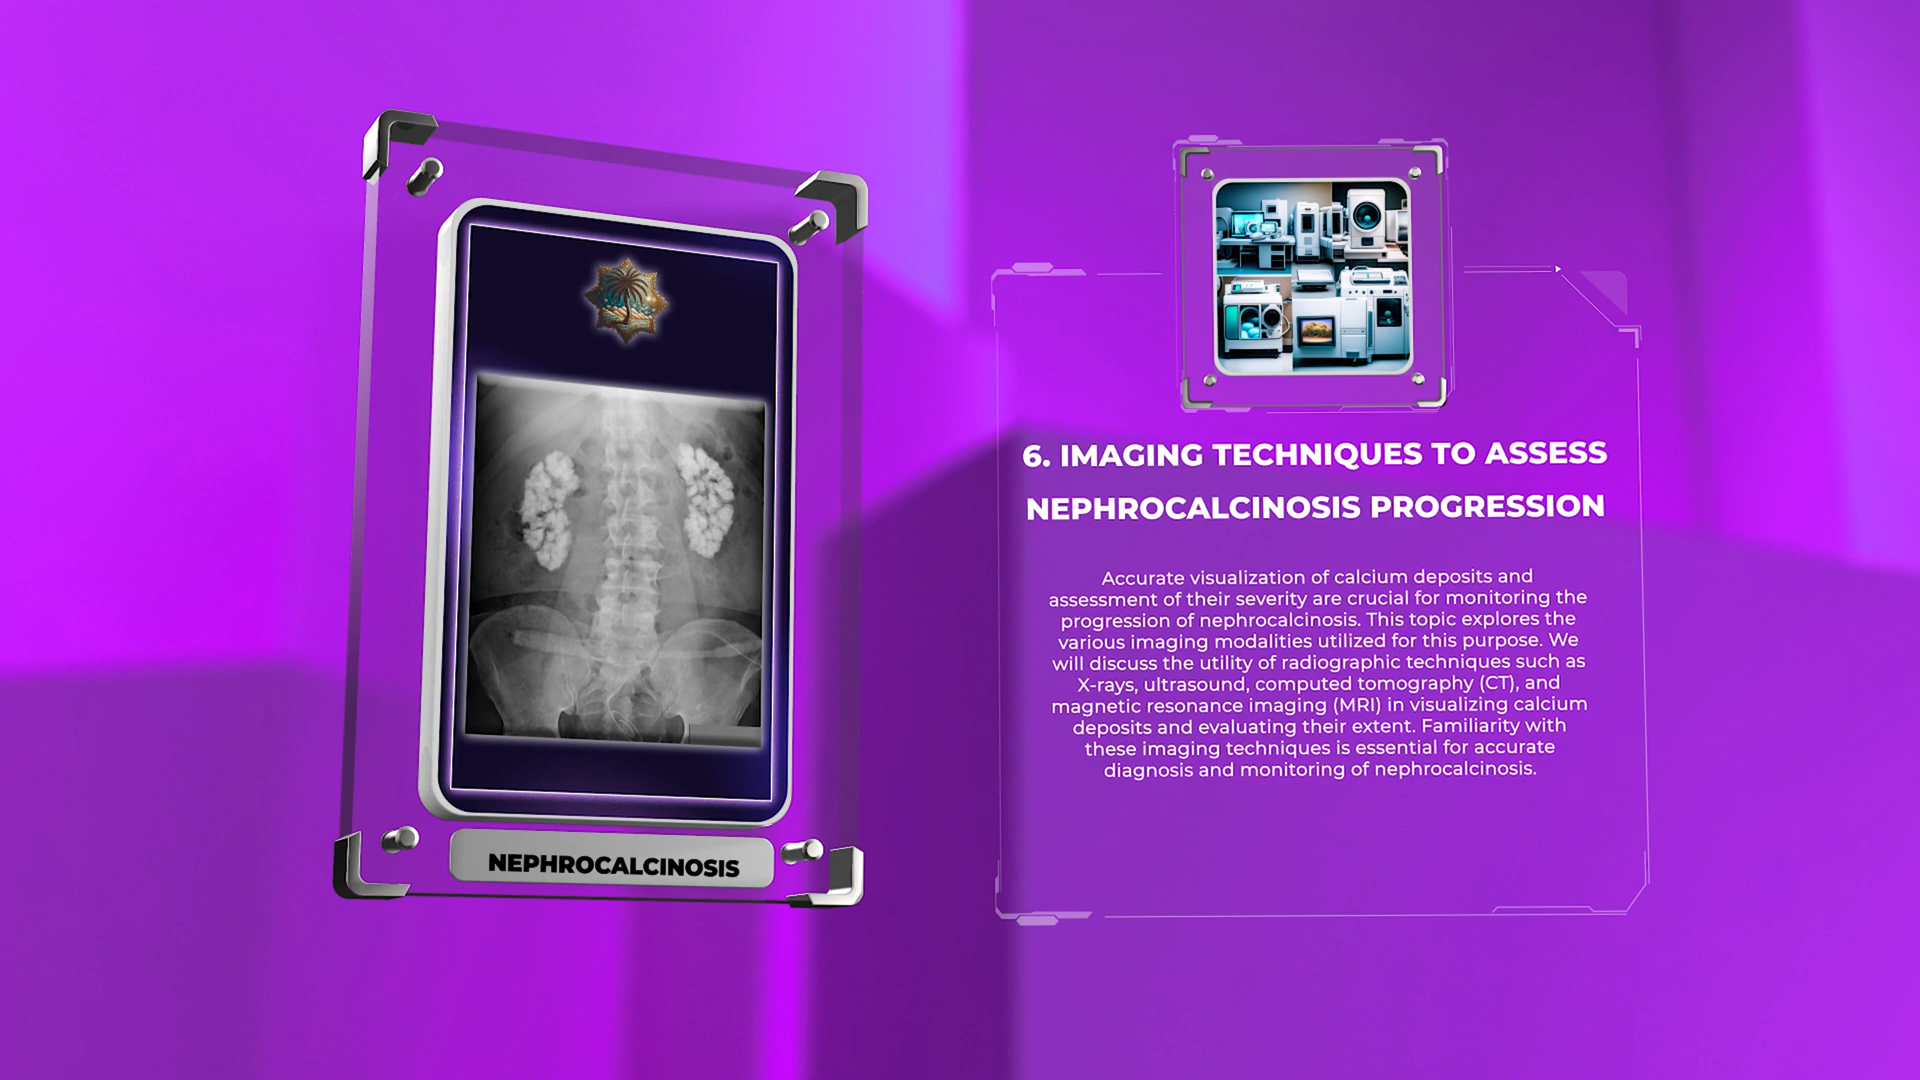 6. IMAGING TECHNIQUES TO ASSESS
NEPHROCALCINOSIS PROGRESSION
Accurate visualization of calcium deposits and
assessment of their severity are crucial for monitoring the
progression of nephrocalcinosis. This topic explores the
various imaging modalities utilized for this purpose. We
will discuss the utility of radiographic techniques such as
X-rays, ultrasound, computed tomography (CT), and
magnetic resonance imaging (MRI) in visualizing calcium
deposits and evaluating their extent. Familiarity with
these imaging techniques is essential for accurate
diagnosis and monitoring of nephrocalcinosis.
NEPHROCALCINOSIS